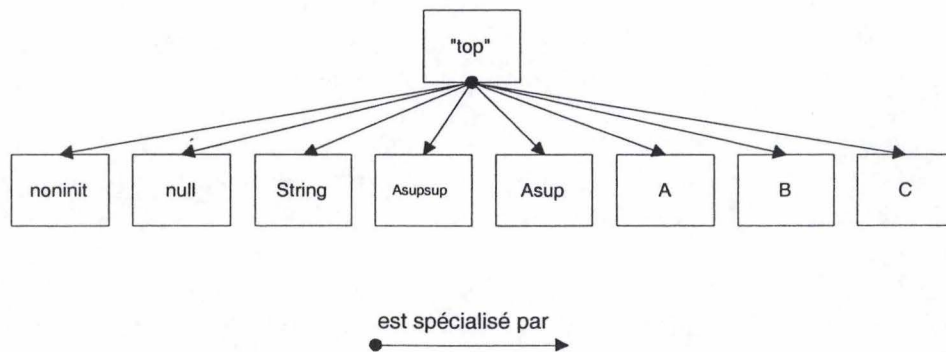 "top"
noninit null String Asupsup Asup A B C
est spécialisé par